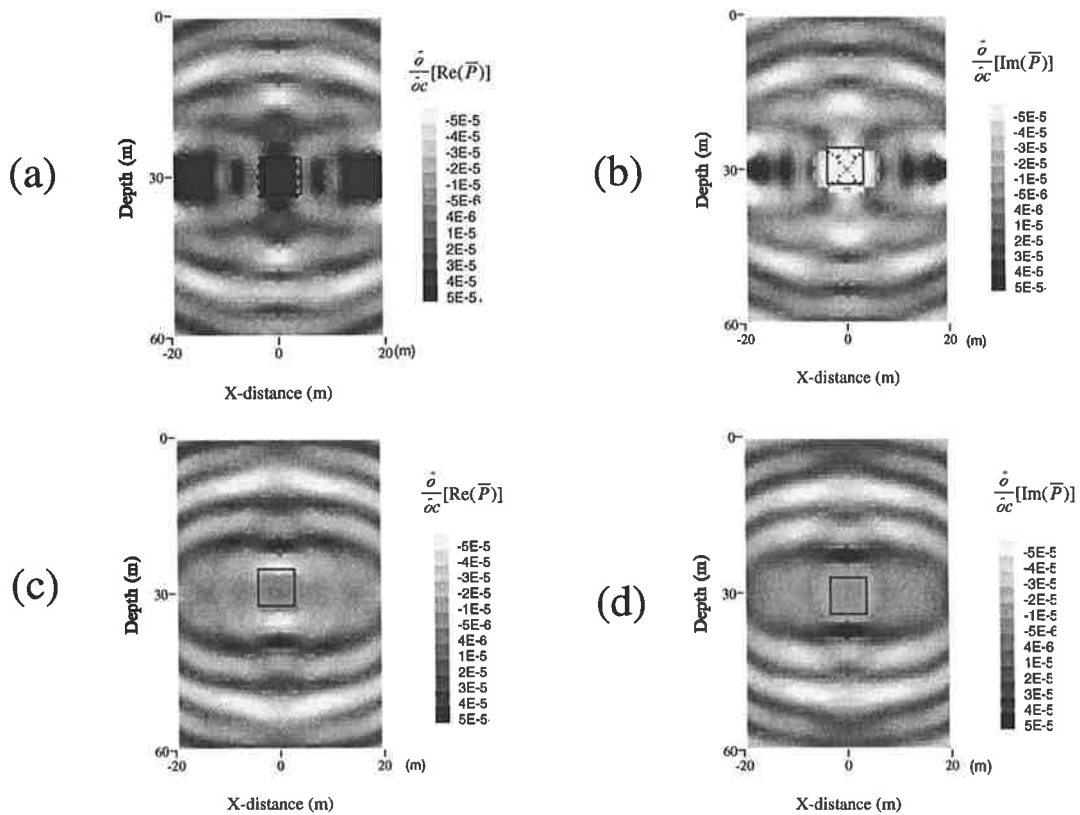 (a)
0
Depth (m)
30
60
-20
0
20(m)
X-distance (m)
∂̂/∂̂c[Re(P̄)]
-5E-5
-4E-5
-3E-5
-2E-5
-1E-5
-5E-6
4E-6
1E-5
2E-5
3E-5
4E-5
5E-5
(b)
0
Depth (m)
30
60
-20
0
20
(m)
X-distance (m)
∂̂/∂̂c[Im(P̄)]
-5E-5
-4E-5
-3E-5
-2E-5
-1E-5
-5E-6
4E-6
1E-5
2E-5
3E-5
4E-5
5E-5
(c)
0
Depth (m)
30
60
-20
0
20
(m)
X-distance (m)
∂̂/∂̂c[Re(P̄)]
-5E-5
-4E-5
-3E-5
-2E-5
-1E-5
-5E-6
4E-6
1E-5
2E-5
3E-5
4E-5
5E-5
(d)
0
Depth (m)
30
60
-20
0
20
(m)
X-distance (m)
∂̂/∂̂c[Im(P̄)]
-5E-5
-4E-5
-3E-5
-2E-5
-1E-5
-5E-6
4E-6
1E-5
2E-5
3E-5
4E-5
5E-5